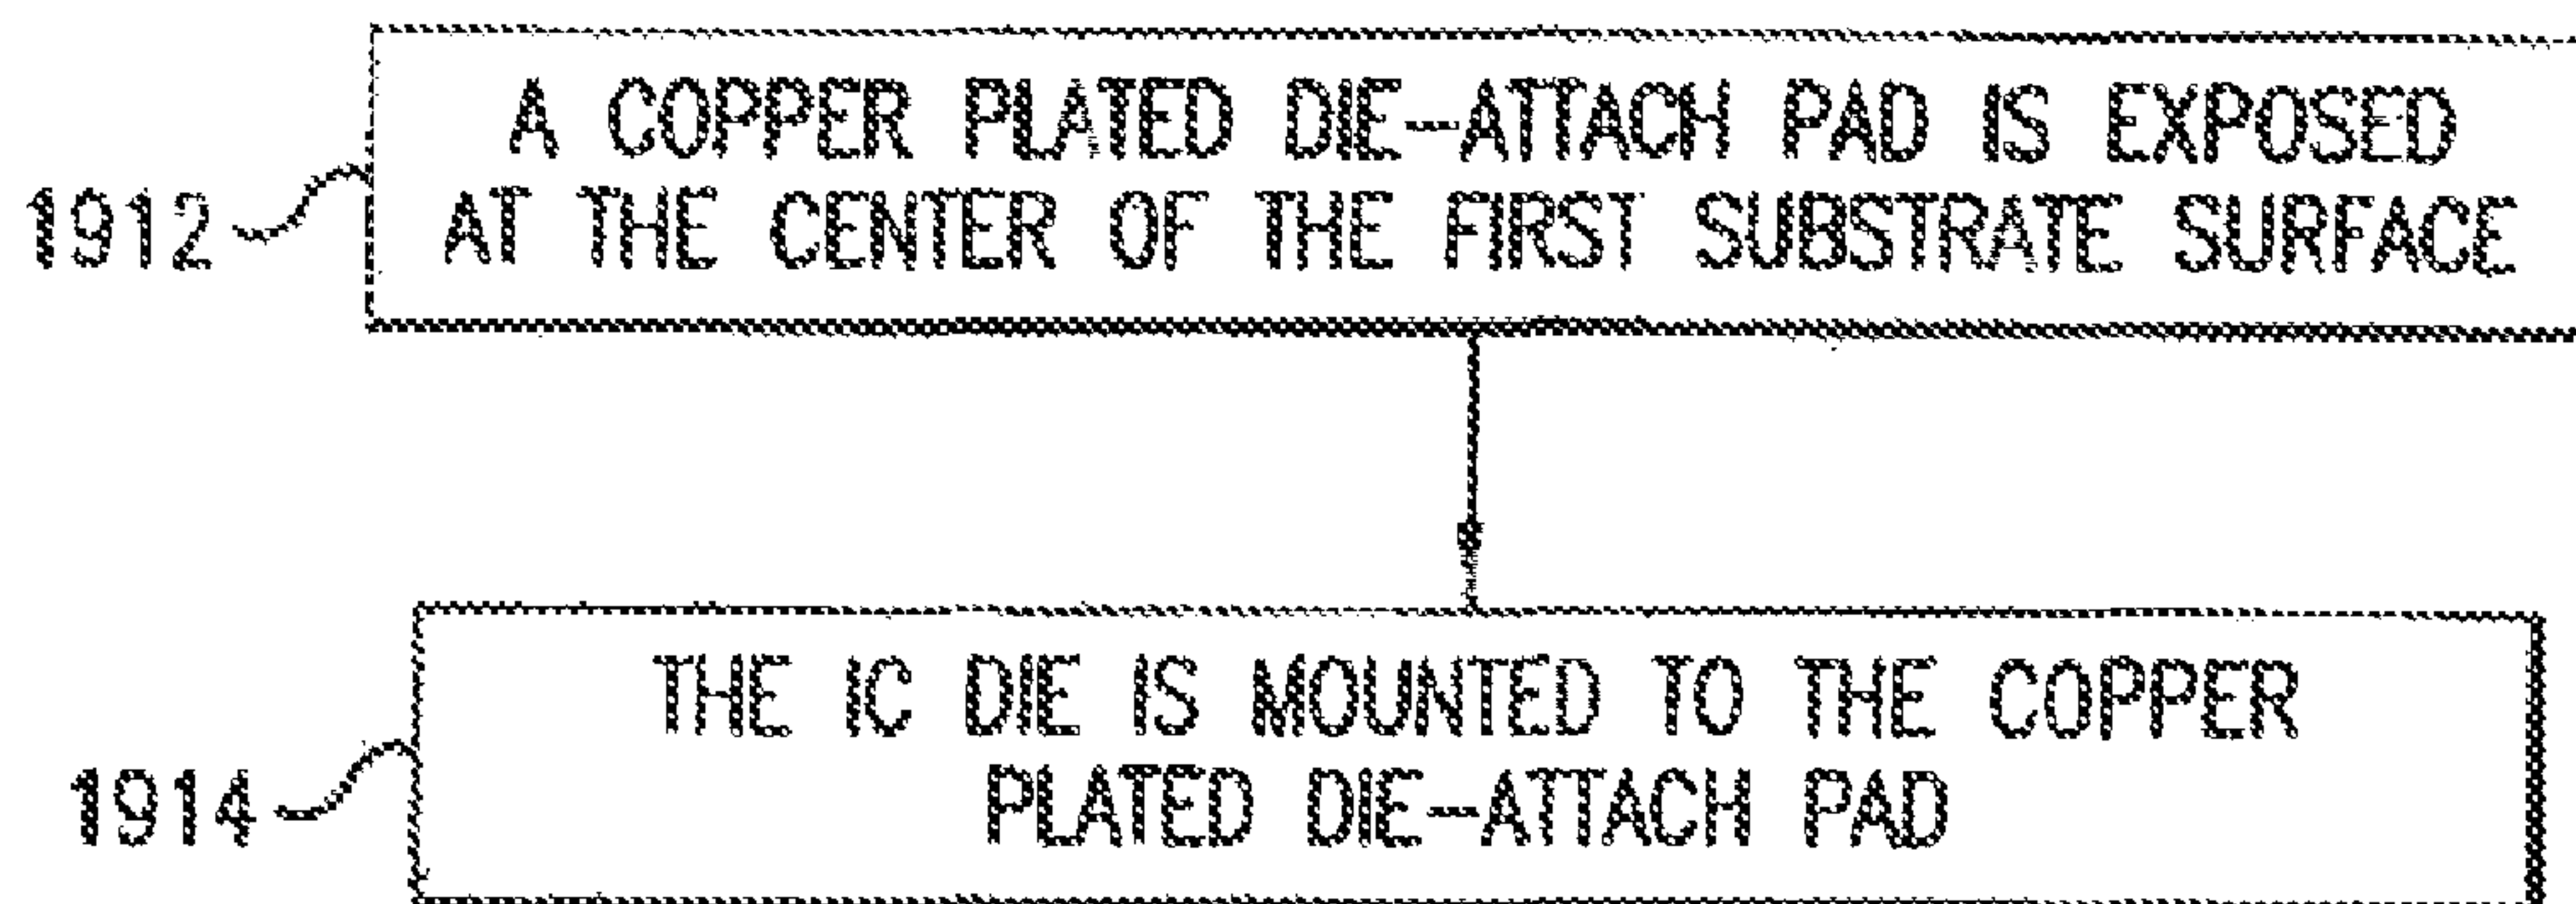 A COPPER PLATED DIE-ATTACH PAD IS EXPOSED
AT THE CENTER OF THE FIRST SUBSTRATE SURFACE
1912
THE IC DIE IS MOUNTED TO THE COPPER
PLATED DIE-ATTACH PAD
1914